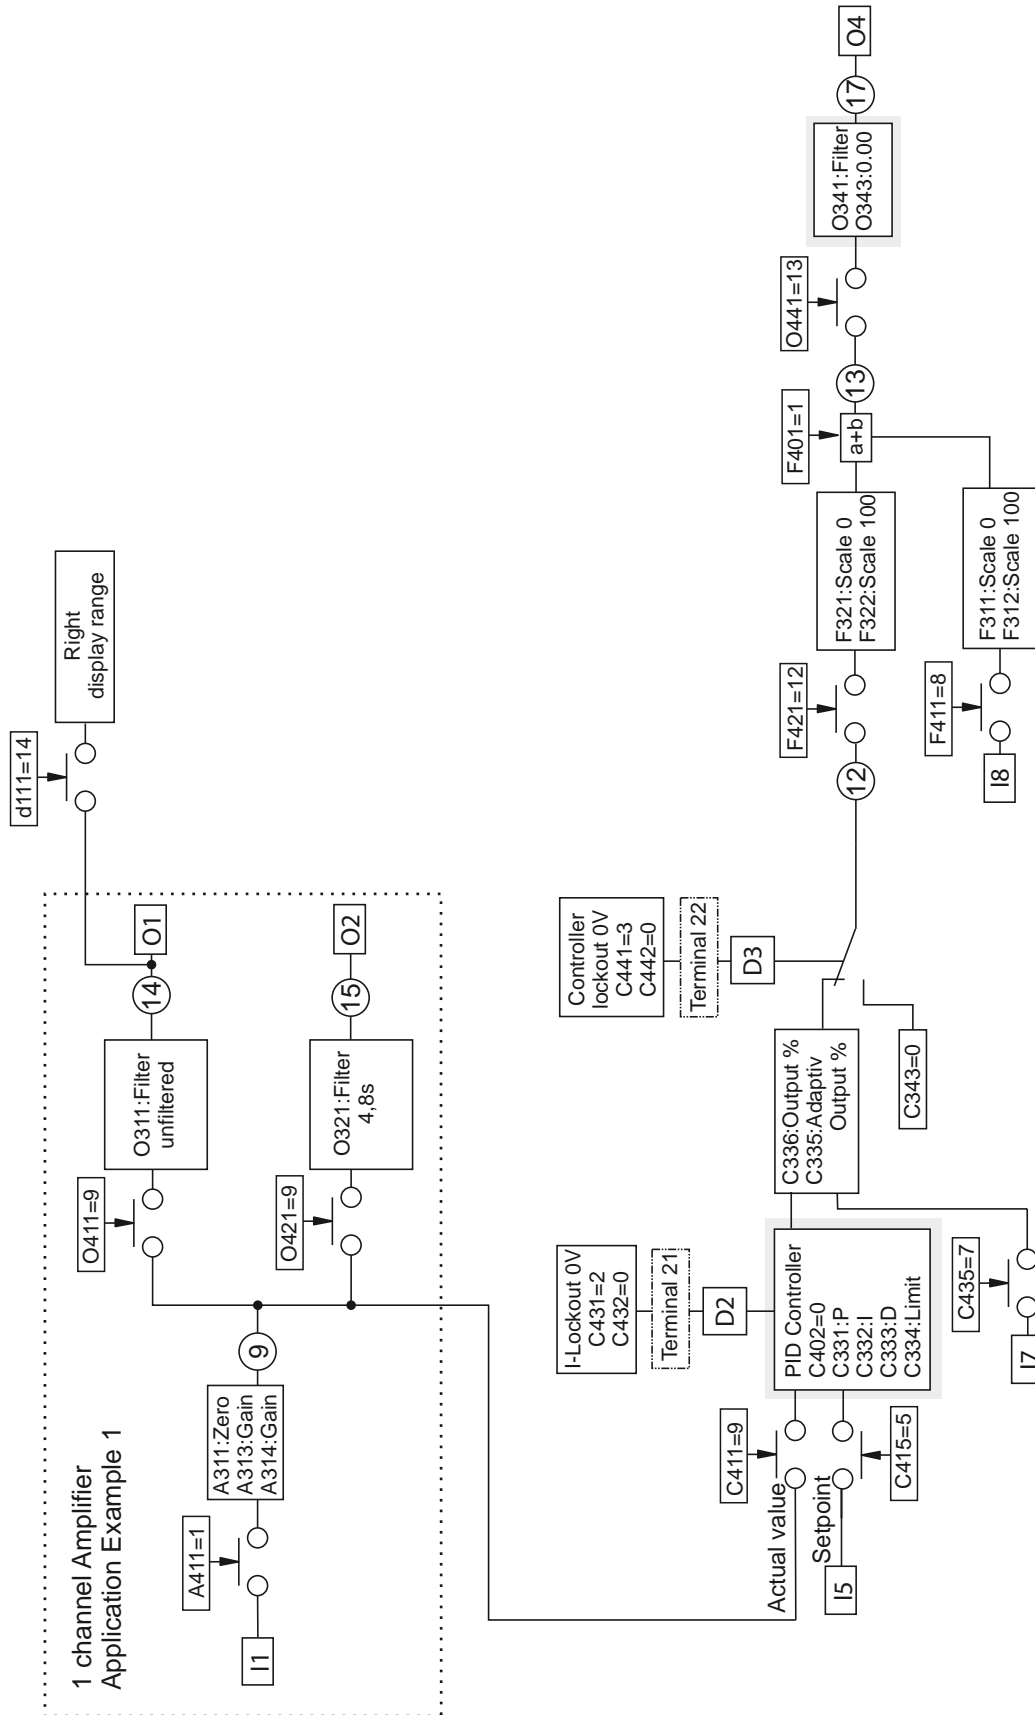 1 channel Amplifier
Application Example 1
I1
A411=1
A311:Zero
A313:Gain
A314:Gain
9
O411=9
O311:Filter
unfiltered
14
O1
O421=9
O321:Filter
4,8s
15
O2
d111=14
Right
display range
Actual value
C411=9
Setpoint
I5
C415=5
I-Lockout 0V
C431=2
C432=0
Terminal 21
D2
PID Controller
C402=0
C331:P
C332:I
C333:D
C334:Limit
I7
C435=7
C336:Output %
C335:Adaptiv
Output %
C343=0
Controller
lockout 0V
C441=3
C442=0
Terminal 22
D3
12
F421=12
F321:Scale 0
F322:Scale 100
I8
F411=8
F311:Scale 0
F312:Scale 100
F401=1
a+b
13
O441=13
O341:Filter
O343:0.00
17
O4